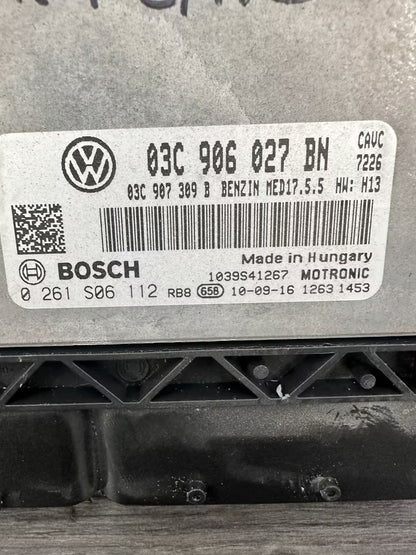 03C 906 027 BN CAVC
7226
03C 907 309 B BENZIN MED17.5.5 HW: H13
Made in Hungary
BOSCH 1039S41267 MOTRONIC
0 261 S06 112 RB8 65B 10-09-16 1263 1453